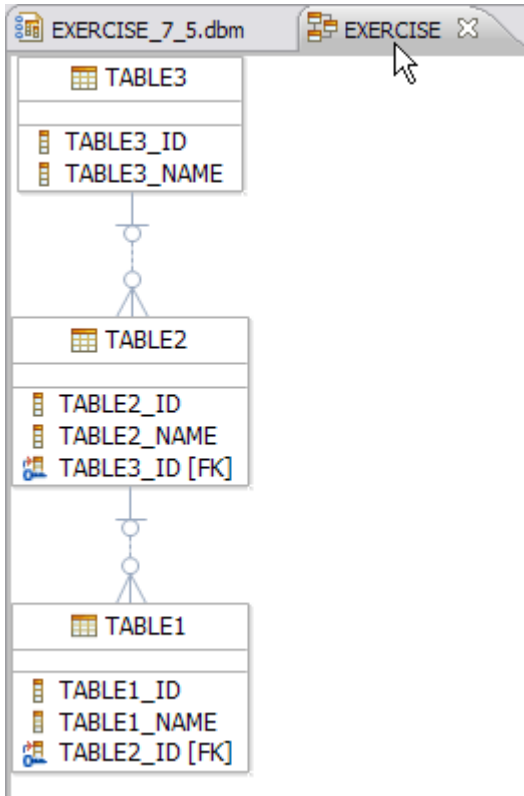 EXERCISE_7_5.dbm
EXERCISE
TABLE3
TABLE3_ID
TABLE3_NAME
TABLE2
TABLE2_ID
TABLE2_NAME
TABLE3_ID [FK]
TABLE1
TABLE1_ID
TABLE1_NAME
TABLE2_ID [FK]